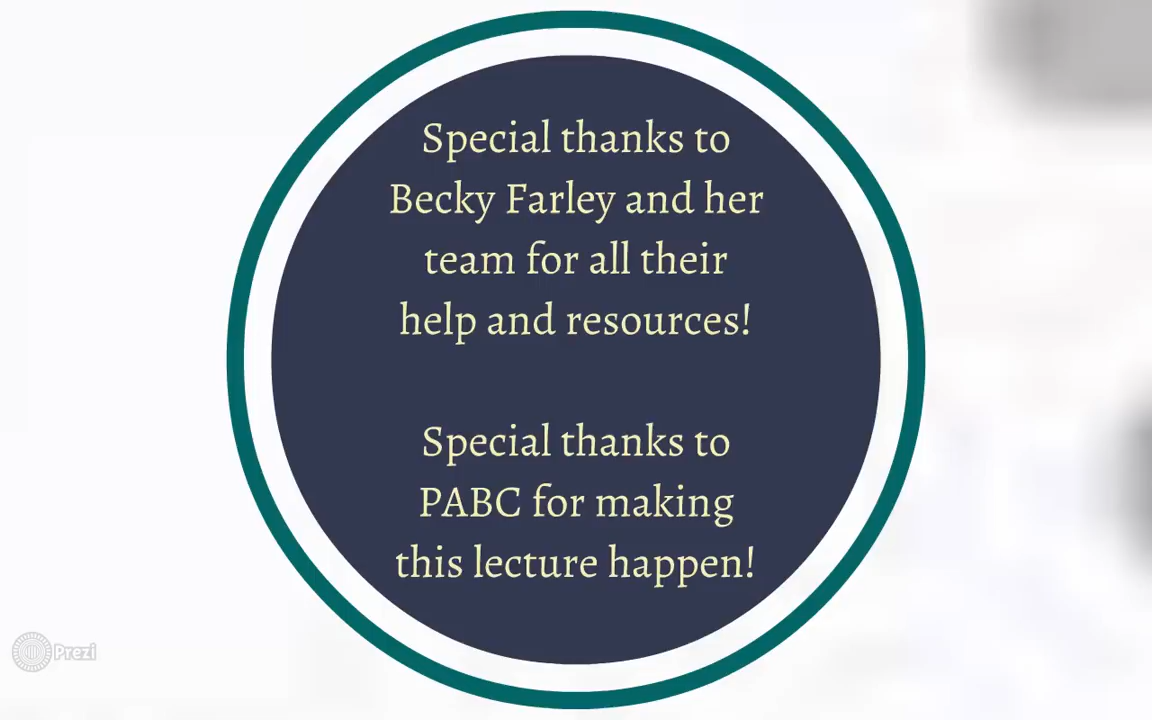 Special thanks to
Becky Farley and her
team for all their
help and resources!
Special thanks to
PABC for making
this lecture happen!
Prezi